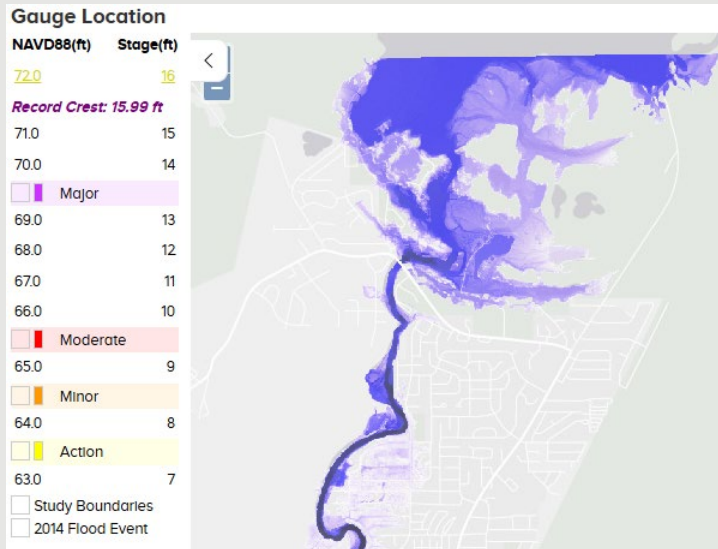 Gauge Location
NAVD88(ft) Stage(ft)
72.0 16
Record Crest: 15.99 ft
71.0 15
70.0 14
Major
69.0 13
68.0 12
67.0 11
66.0 10
Moderate
65.0 9
Minor
64.0 8
Action
63.0 7
Study Boundaries
2014 Flood Event